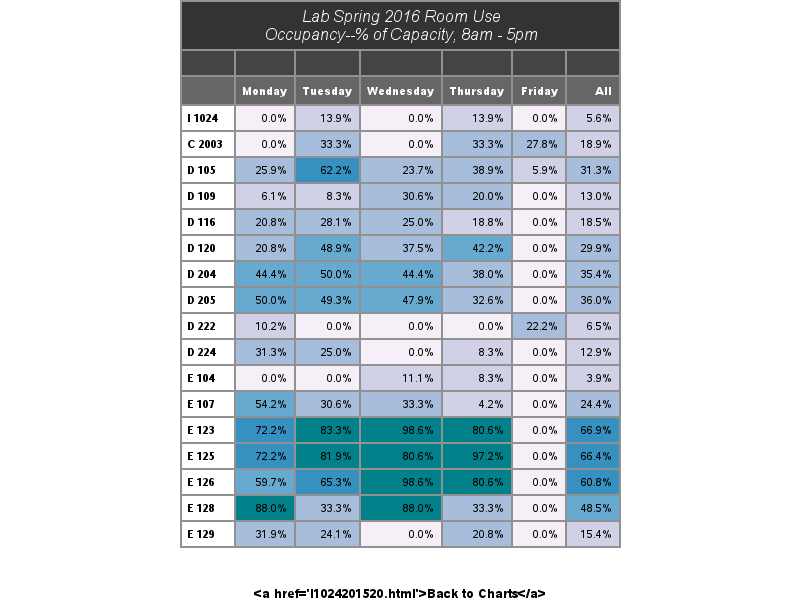 Lab Spring 2016 Room Use
Occupancy--% of Capacity, 8am - 5pm
Monday Tuesday Wednesday Thursday Friday All
I 1024 0.0% 13.9% 0.0% 13.9% 0.0% 5.6%
C 2003 0.0% 33.3% 0.0% 33.3% 27.8% 18.9%
D 105 25.9% 62.2% 23.7% 38.9% 5.9% 31.3%
D 109 6.1% 8.3% 30.6% 20.0% 0.0% 13.0%
D 116 20.8% 28.1% 25.0% 18.8% 0.0% 18.5%
D 120 20.8% 48.9% 37.5% 42.2% 0.0% 29.9%
D 204 44.4% 50.0% 44.4% 38.0% 0.0% 35.4%
D 205 50.0% 49.3% 47.9% 32.6% 0.0% 36.0%
D 222 10.2% 0.0% 0.0% 0.0% 22.2% 6.5%
D 224 31.3% 25.0% 0.0% 8.3% 0.0% 12.9%
E 104 0.0% 0.0% 11.1% 8.3% 0.0% 3.9%
E 107 54.2% 30.6% 33.3% 4.2% 0.0% 24.4%
E 123 72.2% 83.3% 98.6% 80.6% 0.0% 66.9%
E 125 72.2% 81.9% 80.6% 97.2% 0.0% 66.4%
E 126 59.7% 65.3% 98.6% 80.6% 0.0% 60.8%
E 128 88.0% 33.3% 88.0% 33.3% 0.0% 48.5%
E 129 31.9% 24.1% 0.0% 20.8% 0.0% 15.4%
<a href='I1024201520.html'>Back to Charts</a>